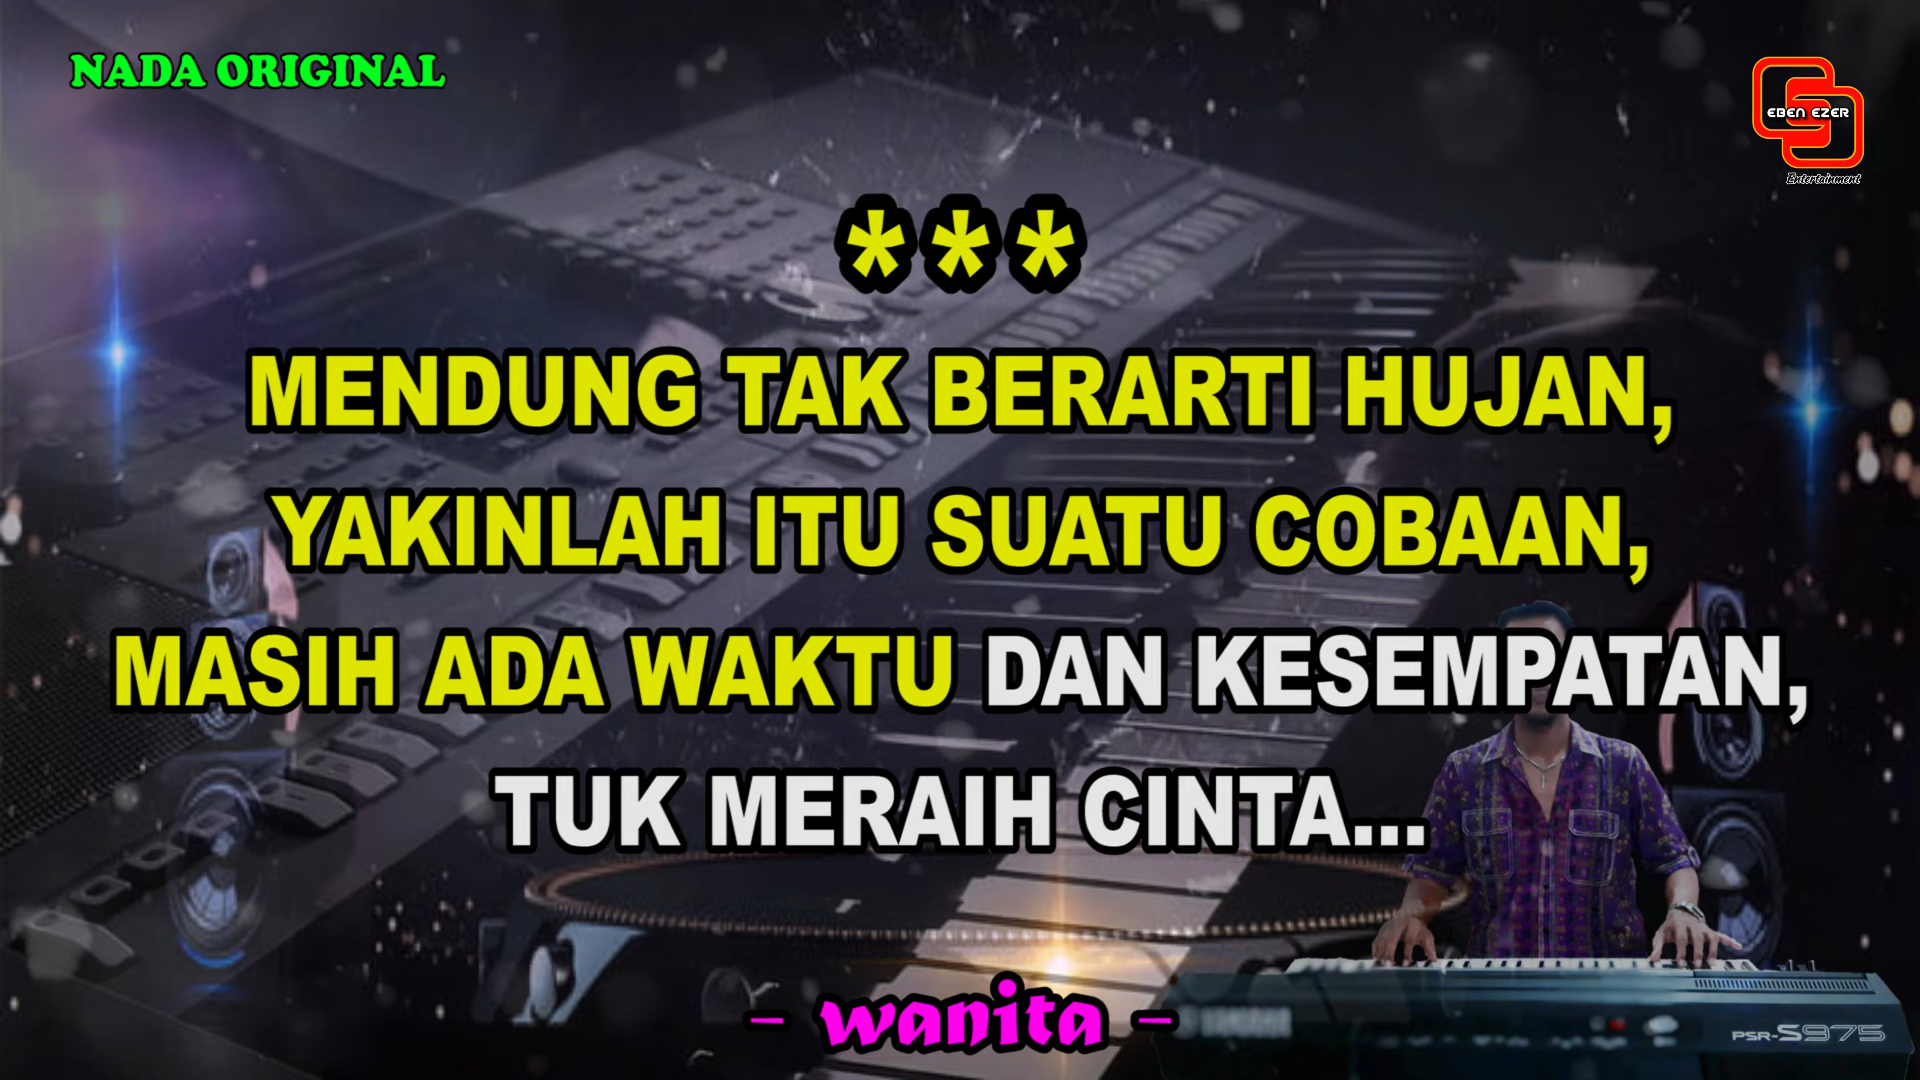 NADA ORIGINAL
EBEN EZER
Entertainment
***
MENDUNG TAK BERARTI HUJAN,
YAKINLAH ITU SUATU COBAAN,
MASIH ADA WAKTU DAN KESEMPATAN,
TUK MERAIH CINTA...
- wanita -
YAMAHA
PSR-S975